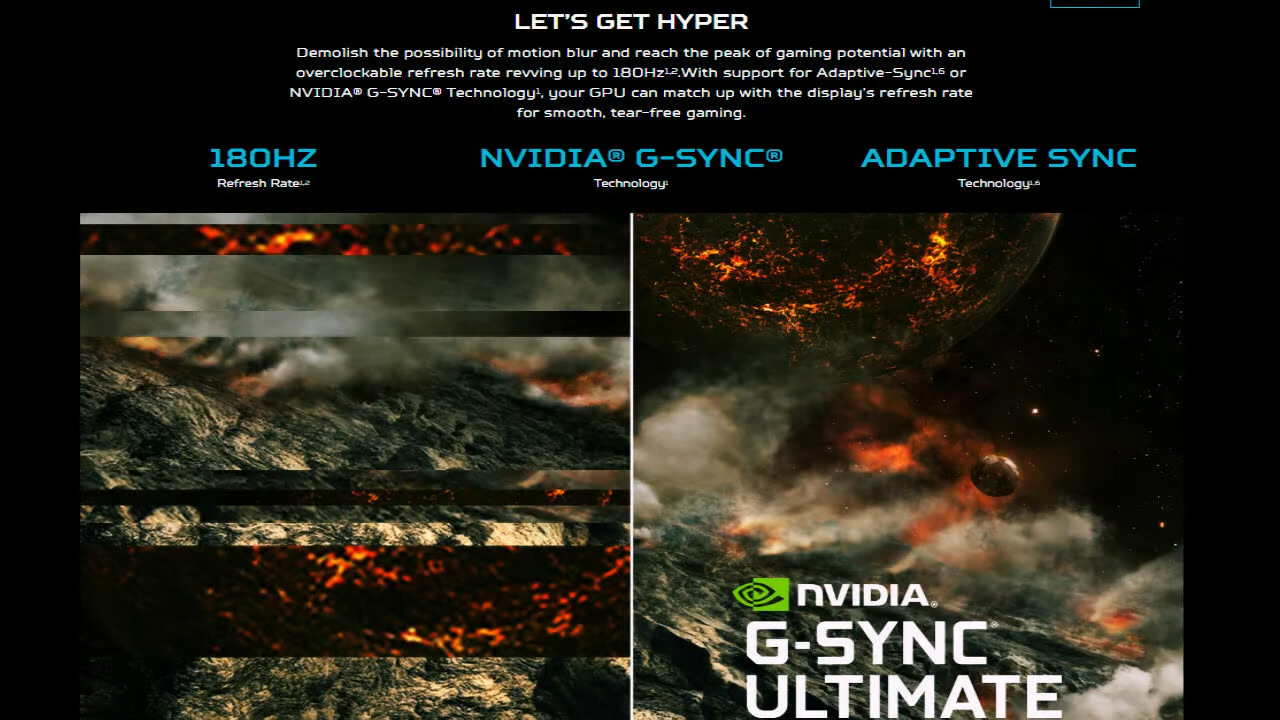 LET'S GET HYPER
Demolish the possibility of motion blur and reach the peak of gaming potential with an
overclockable refresh rate revving up to 180Hz¹,².With support for Adaptive-Sync¹,⁶ or
NVIDIA® G-SYNC® Technology¹, your GPU can match up with the display's refresh rate
for smooth, tear-free gaming.
180HZ
Refresh Rate¹,²
NVIDIA® G-SYNC®
Technology¹
ADAPTIVE SYNC
Technology¹,⁶
NVIDIA®
G-SYNC®
ULTIMATE